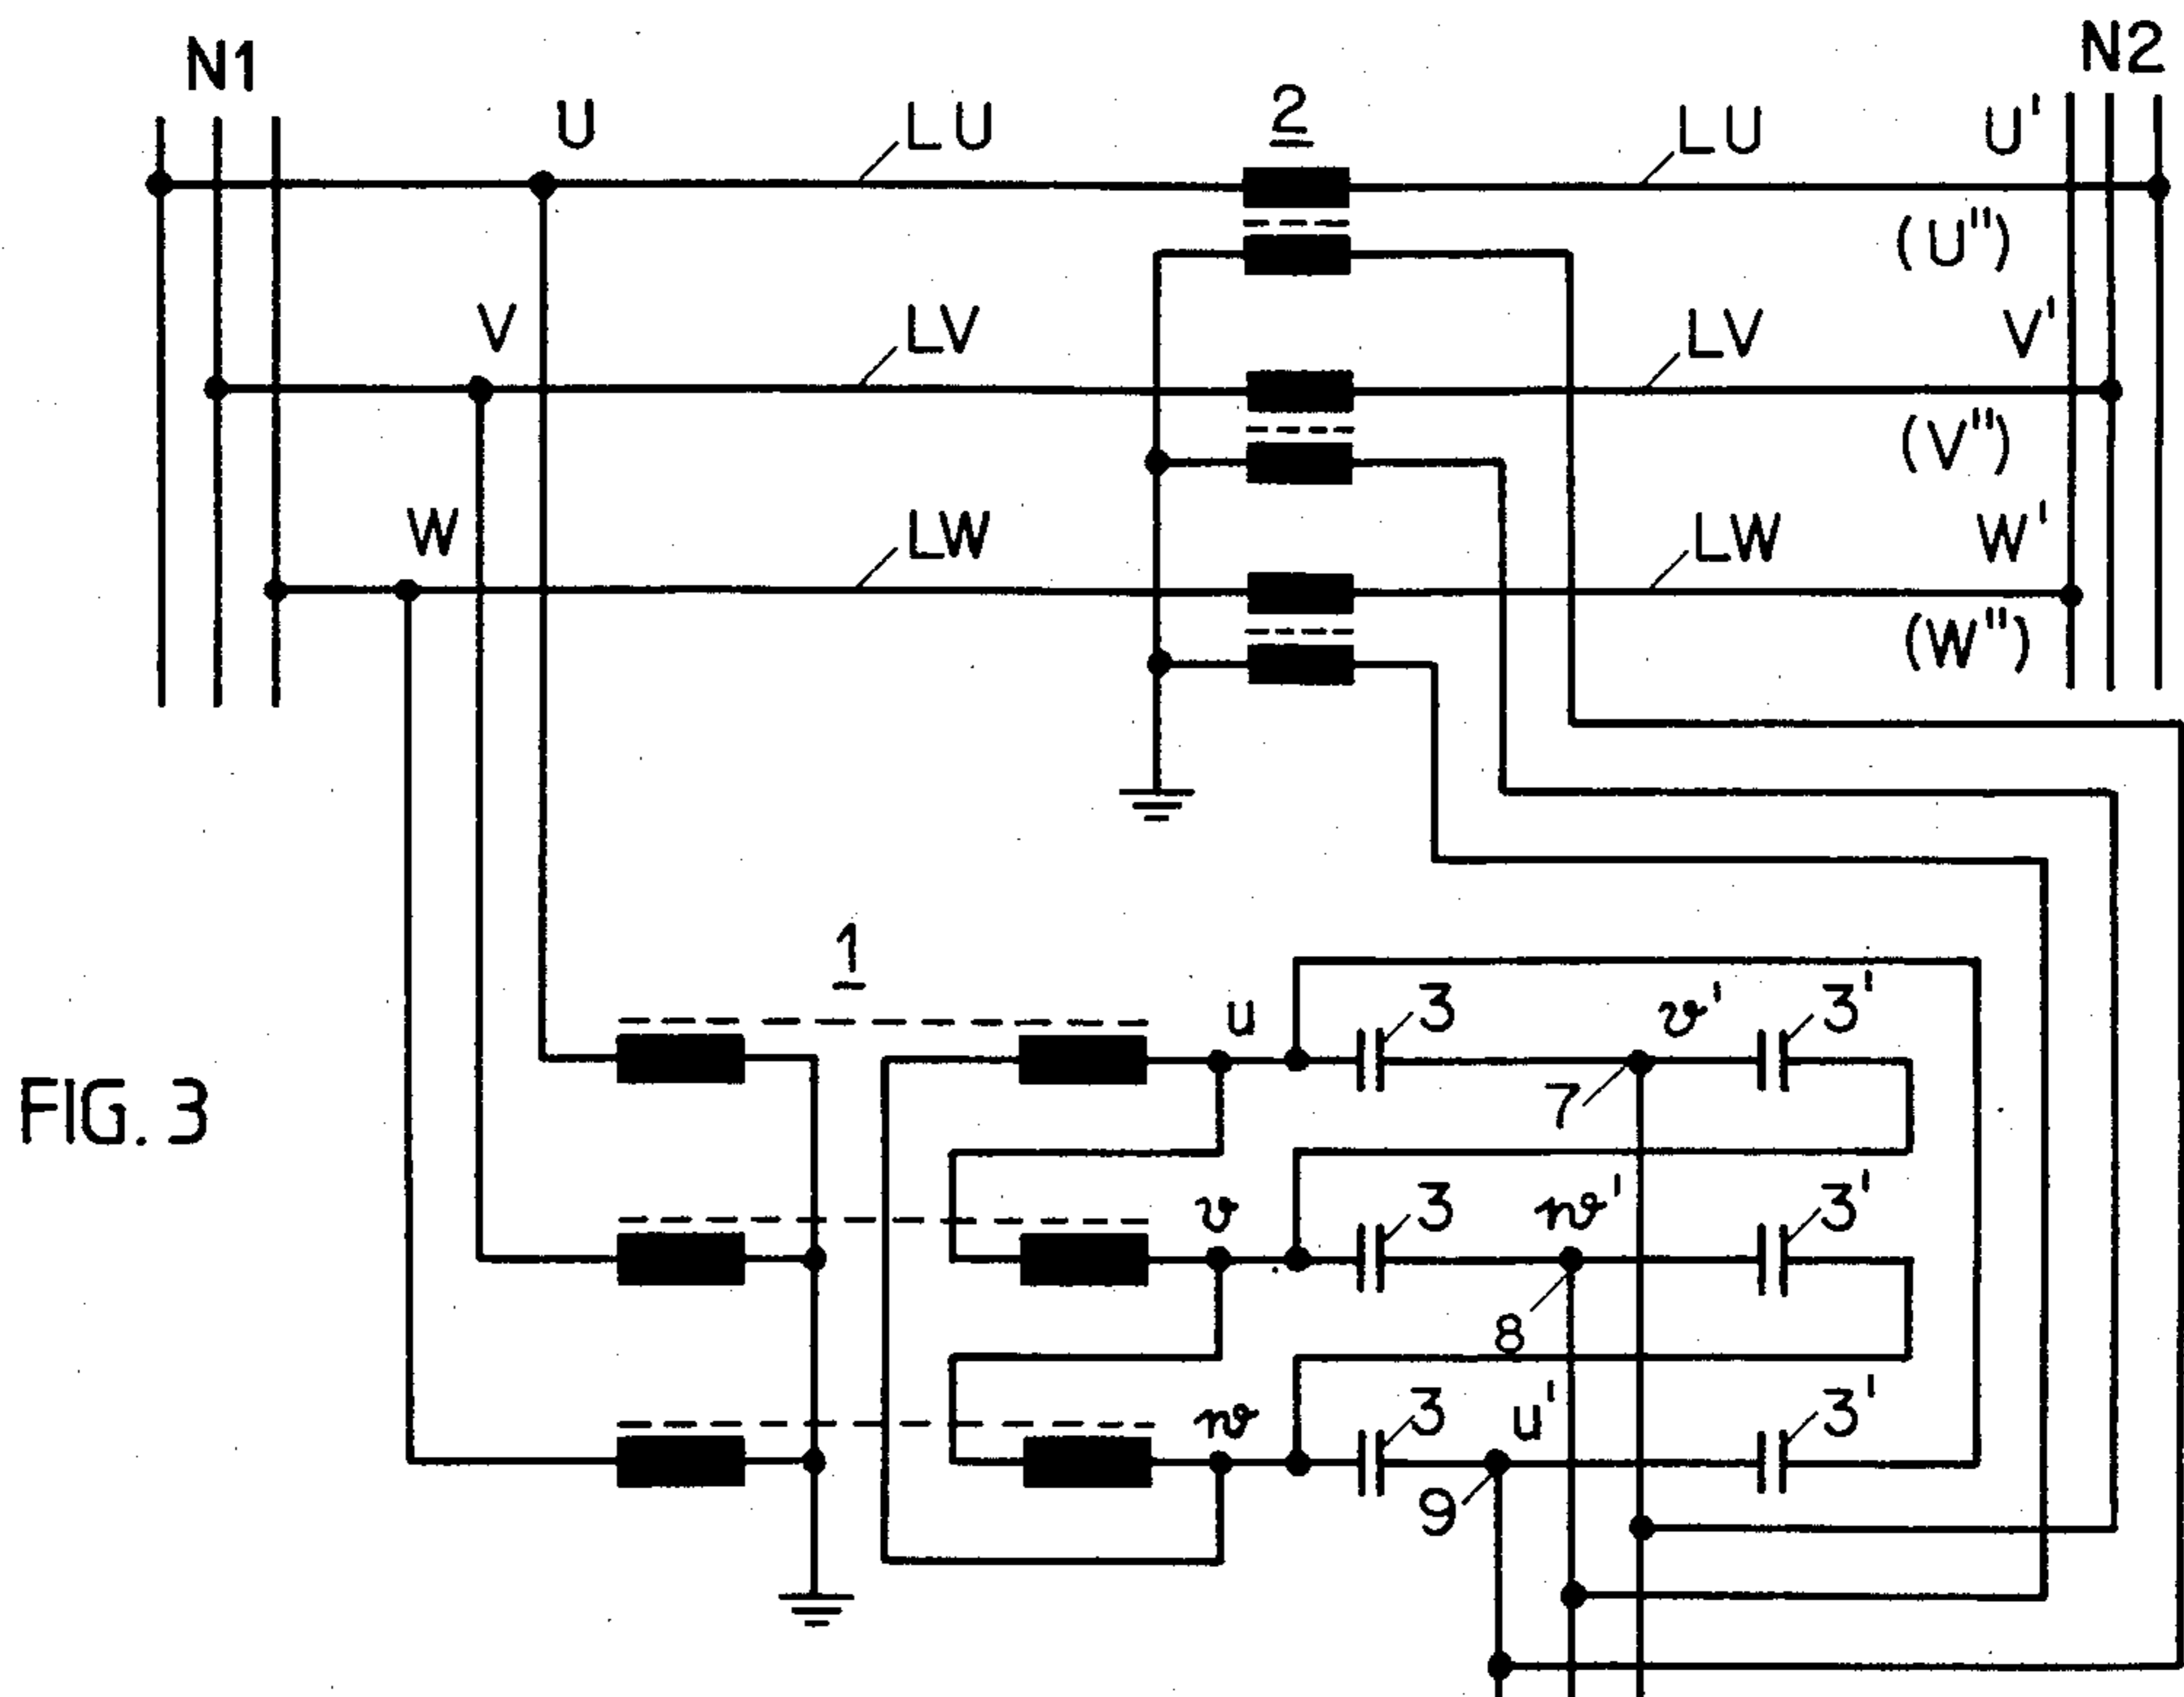 N1 N2
U LU 2 LU U'
(U")
V LV LV V'
(V")
W LW LW W'
(W")
1
u 3 v' 3'
7
FIG. 3
v 3 w' 3'
8
w 3 u' 3'
9